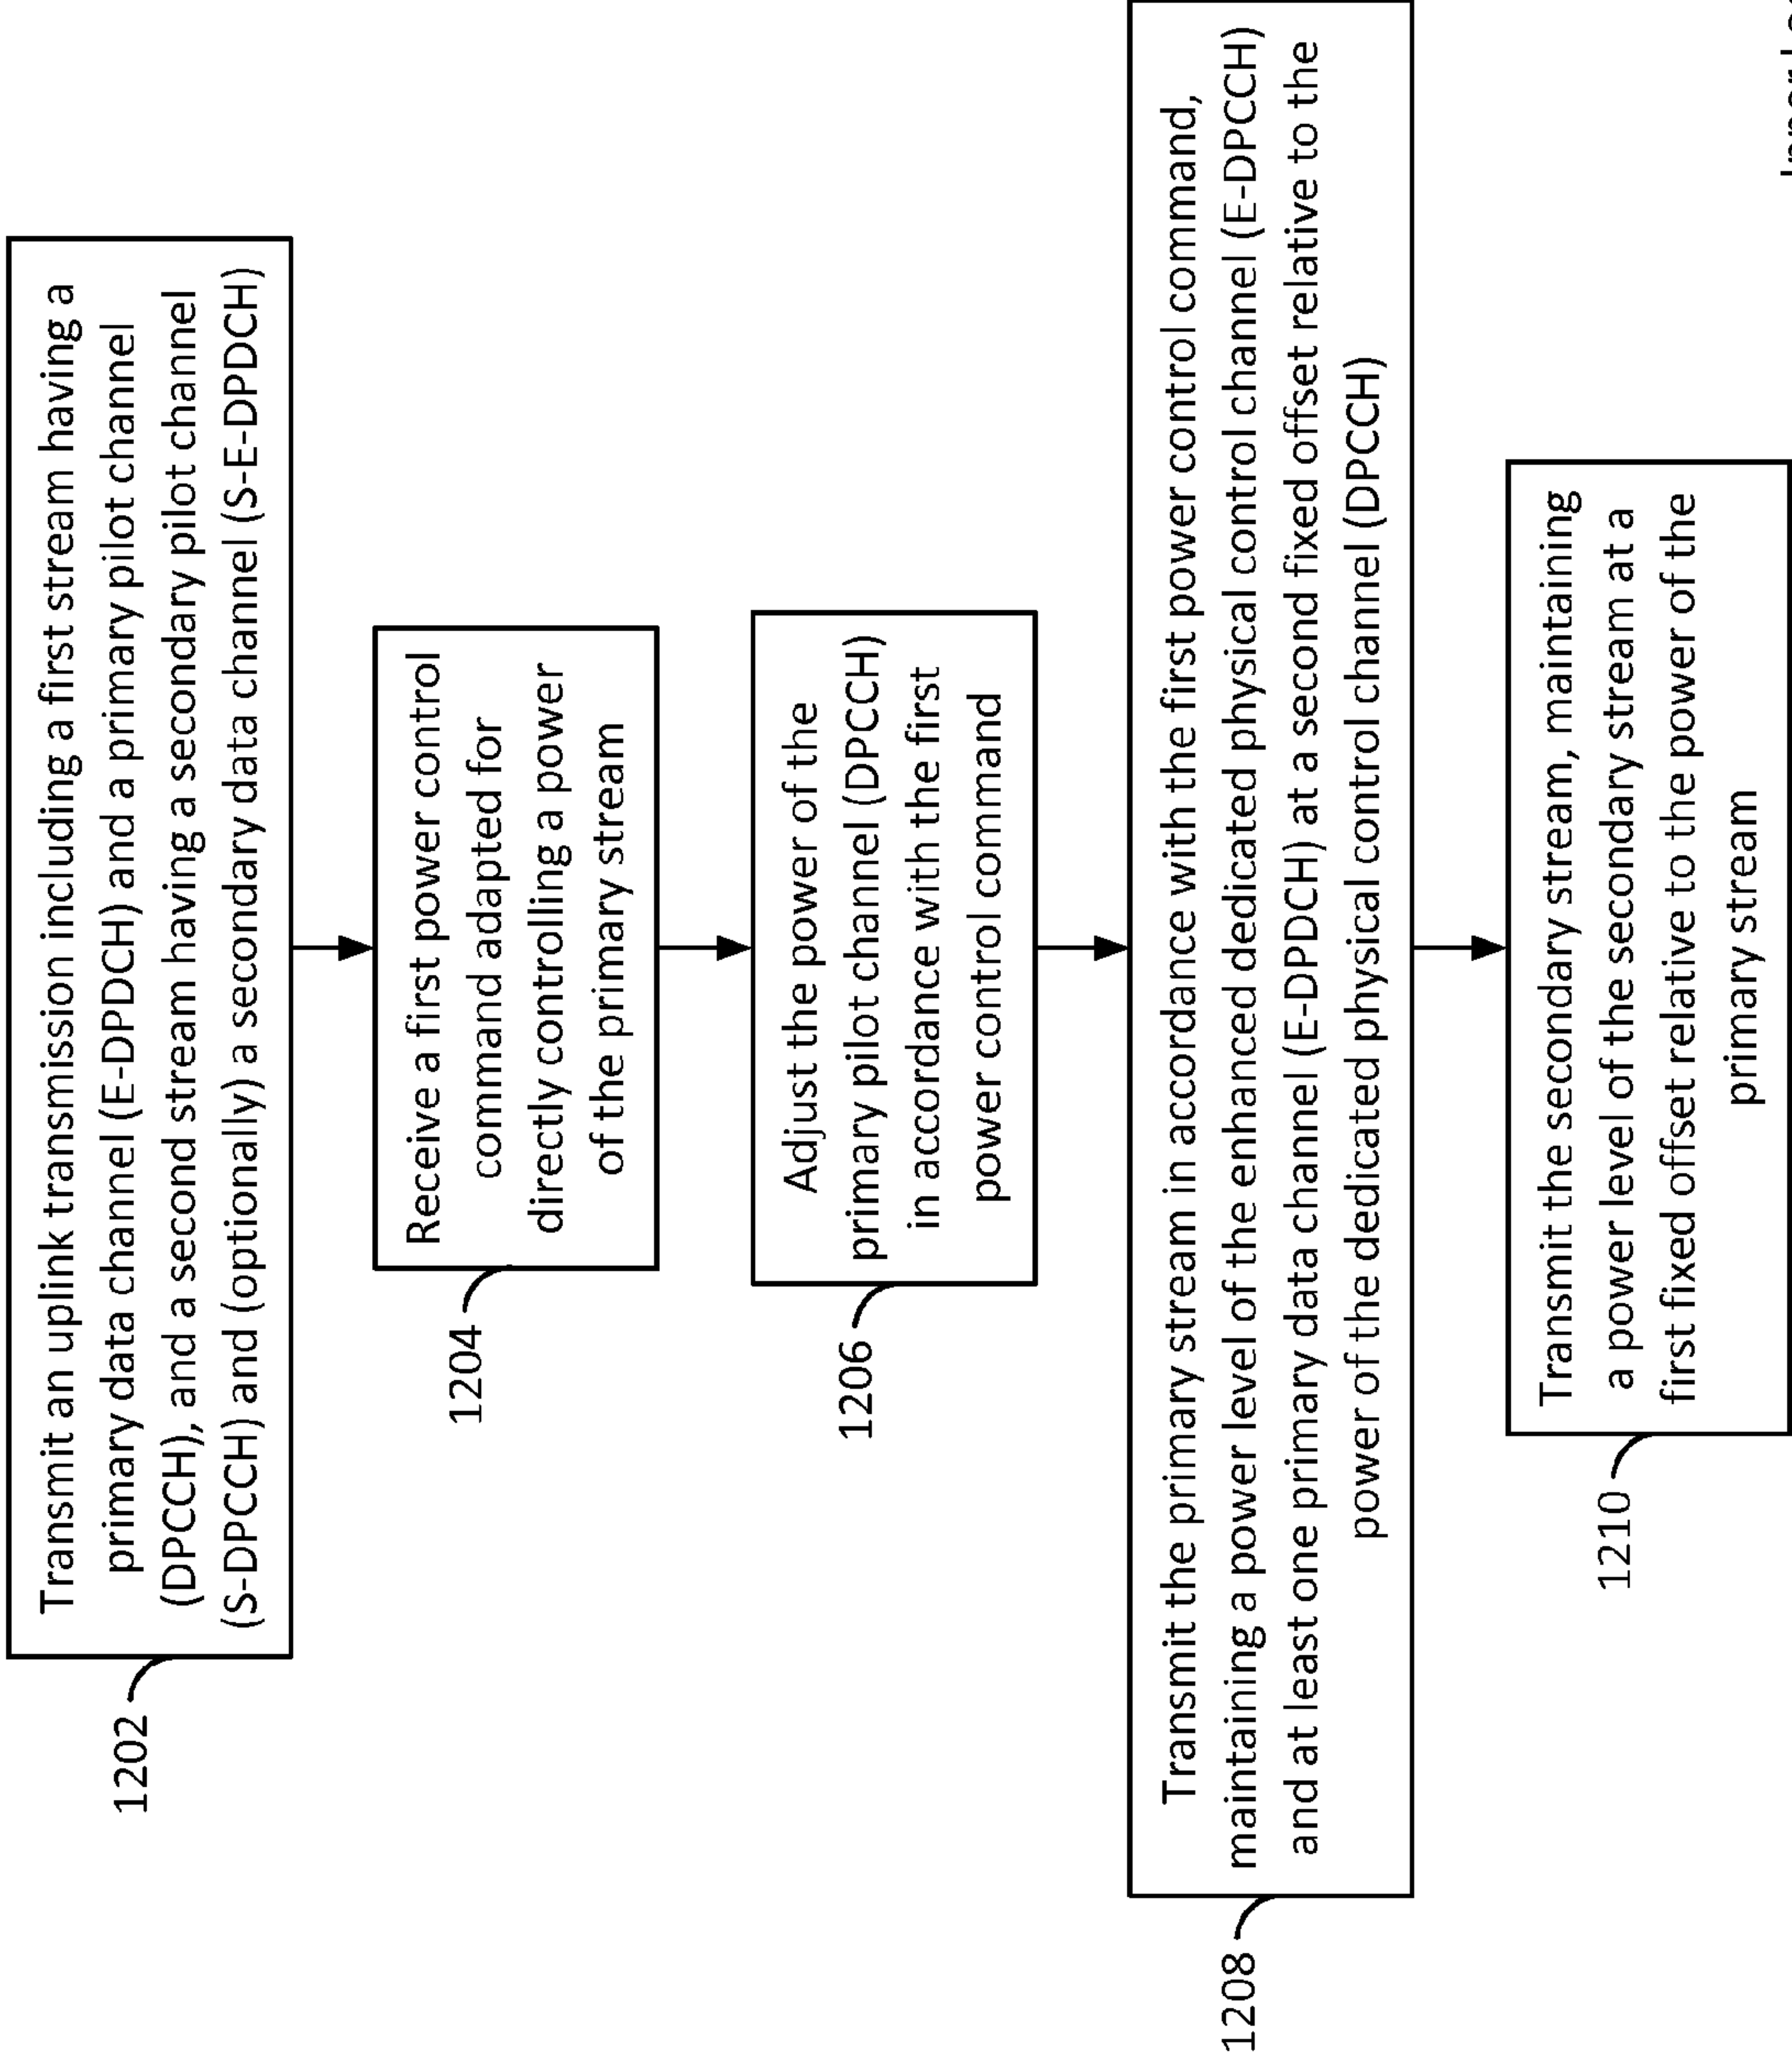 1202
Transmit an uplink transmission including a first stream having a
primary data channel (E-DPDCH) and a primary pilot channel
(DPCCH), and a second stream having a secondary pilot channel
(S-DPCCH) and (optionally) a secondary data channel (S-E-DPDCH)
1204
Receive a first power control
command adapted for
directly controlling a power
of the primary stream
1206
Adjust the power of the
primary pilot channel (DPCCH)
in accordance with the first
power control command
1208
Transmit the primary stream in accordance with the first power control command,
maintaining a power level of the enhanced dedicated physical control channel (E-DPCCH)
and at least one primary data channel (E-DPDCH) at a second fixed offset relative to the
power of the dedicated physical control channel (DPCCH)
1210
Transmit the secondary stream, maintaining
a power level of the secondary stream at a
first fixed offset relative to the power of the
primary stream